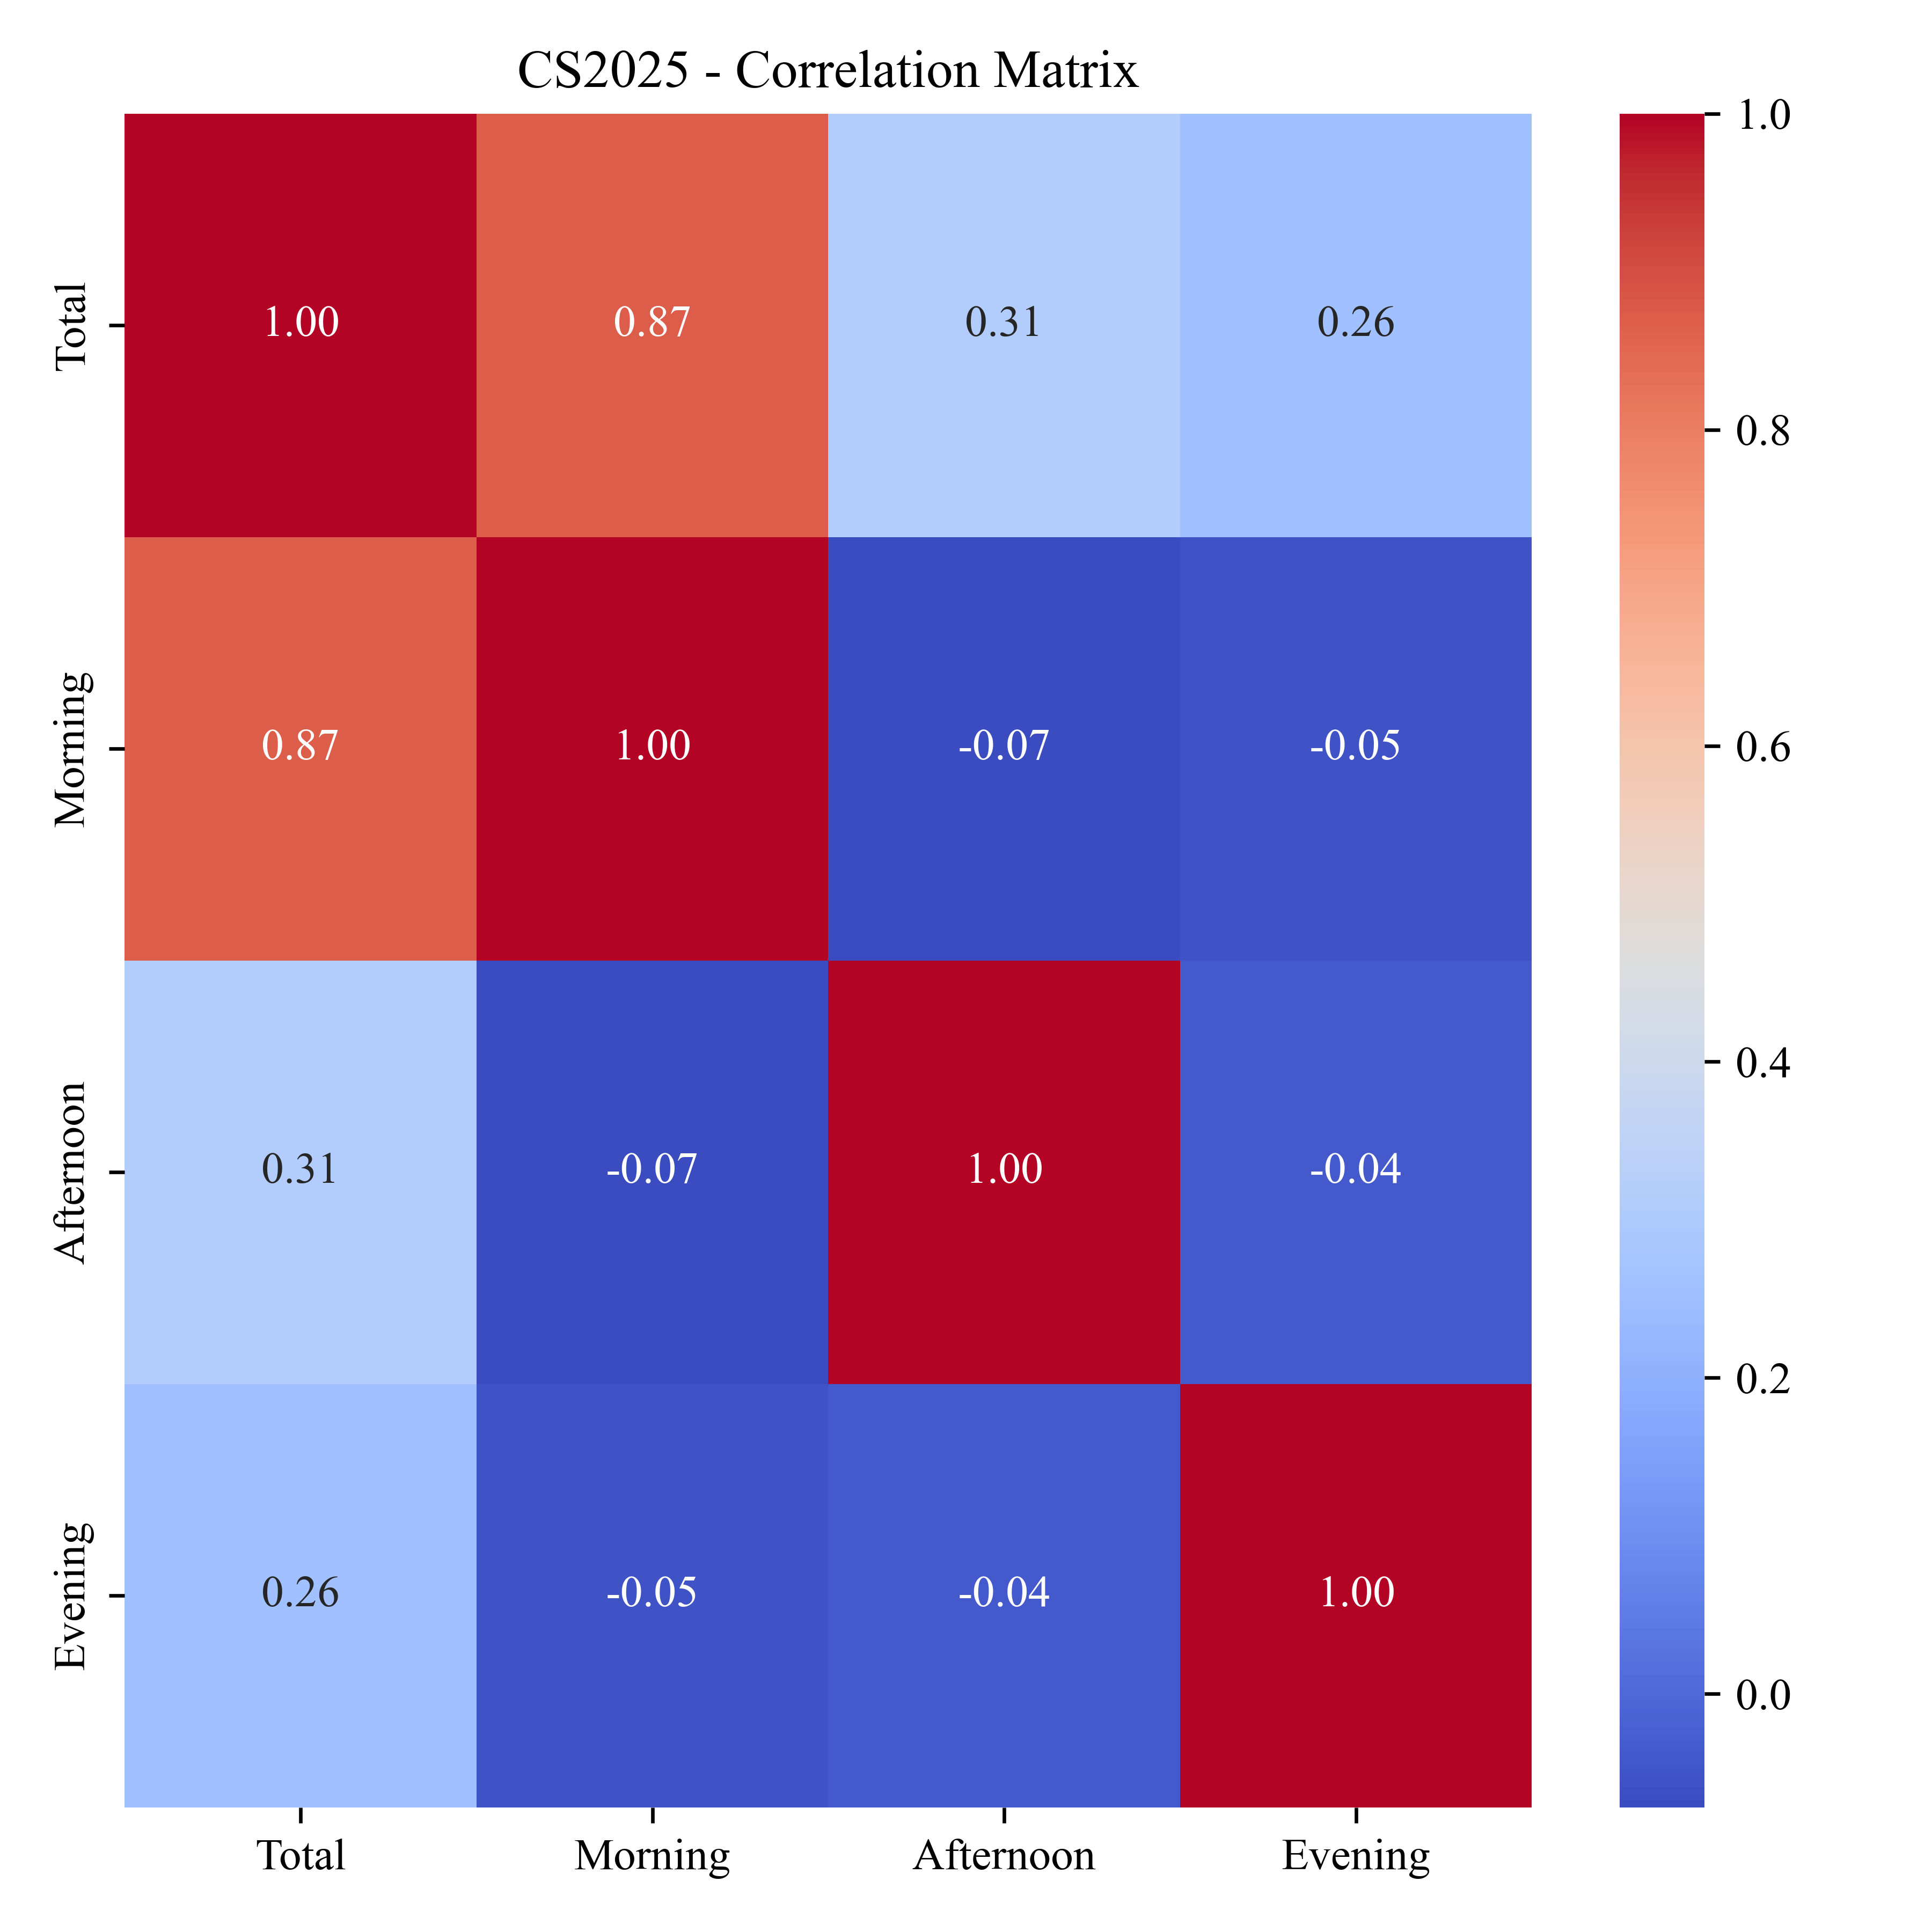 CS2025 - Correlation Matrix
Total 1.00 0.87 0.31 0.26
Morning 0.87 1.00 -0.07 -0.05
Afternoon 0.31 -0.07 1.00 -0.04
Evening 0.26 -0.05 -0.04 1.00
Total Morning Afternoon Evening
1.0
0.8
0.6
0.4
0.2
0.0